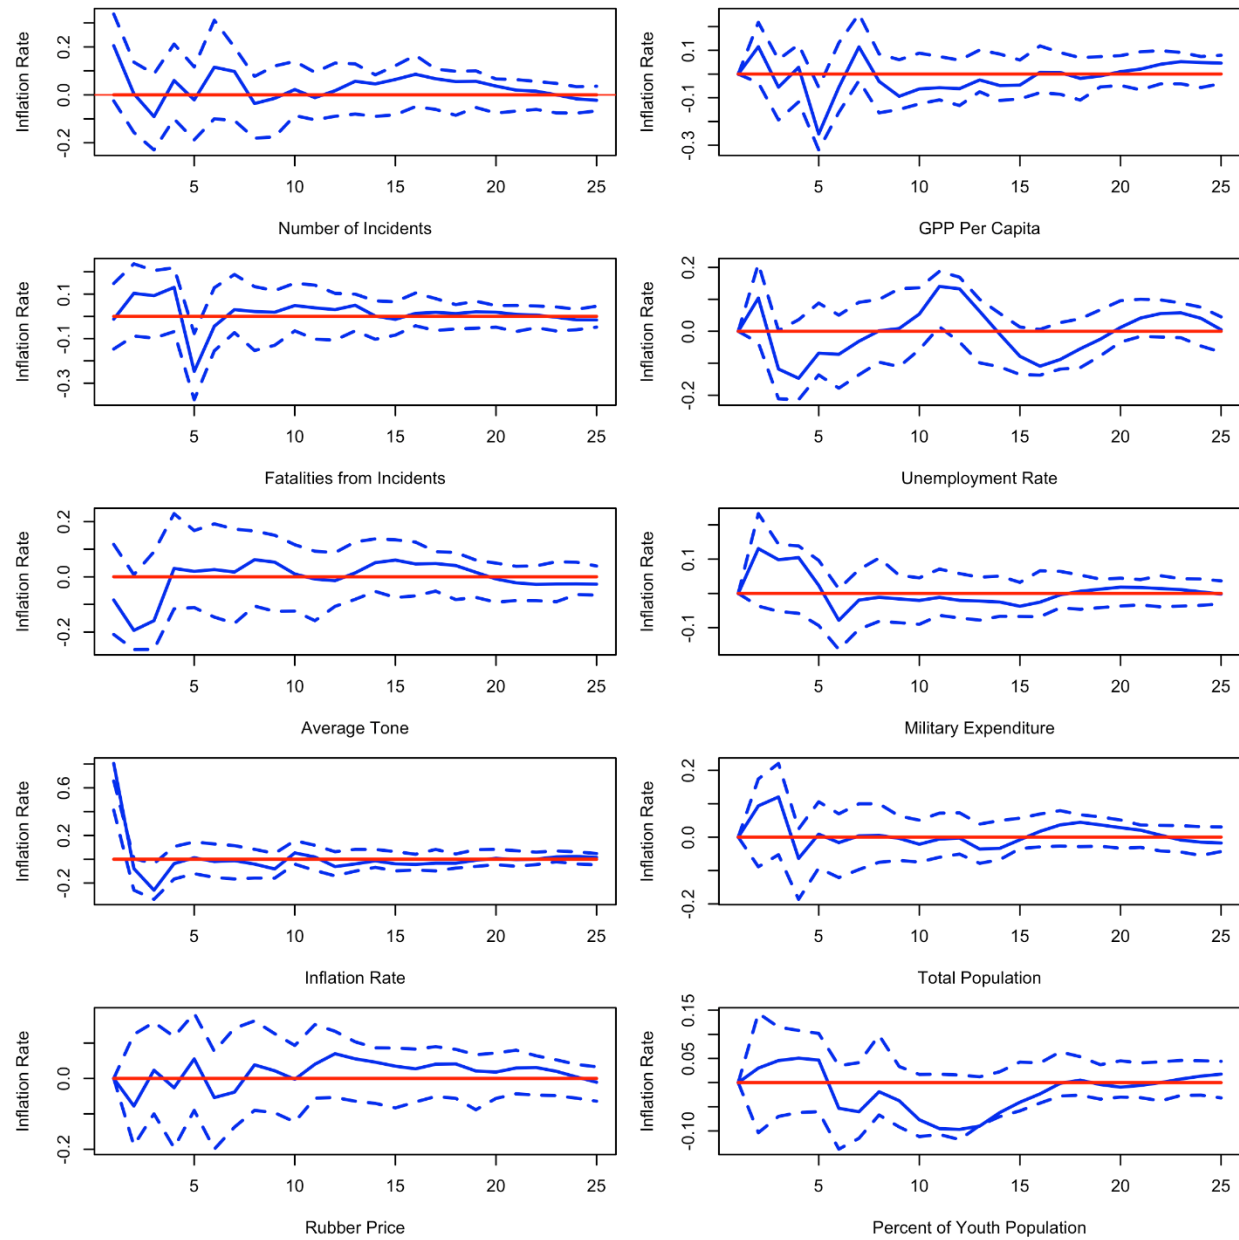 Inflation Rate
0.2
0.0
-0.2
5 10 15 20 25
Number of Incidents
Inflation Rate
0.1
-0.1
-0.3
5 10 15 20 25
GPP Per Capita
Inflation Rate
0.1
-0.1
-0.3
5 10 15 20 25
Fatalities from Incidents
Inflation Rate
0.2
0.0
-0.2
5 10 15 20 25
Unemployment Rate
Inflation Rate
0.2
0.0
-0.2
5 10 15 20 25
Average Tone
Inflation Rate
0.1
-0.1
5 10 15 20 25
Military Expenditure
Inflation Rate
0.6
0.2
-0.2
5 10 15 20 25
Inflation Rate
Inflation Rate
0.2
0.0
-0.2
5 10 15 20 25
Total Population
Inflation Rate
0.0
-0.2
5 10 15 20 25
Rubber Price
Inflation Rate
0.15
0.05
-0.10
5 10 15 20 25
Percent of Youth Population